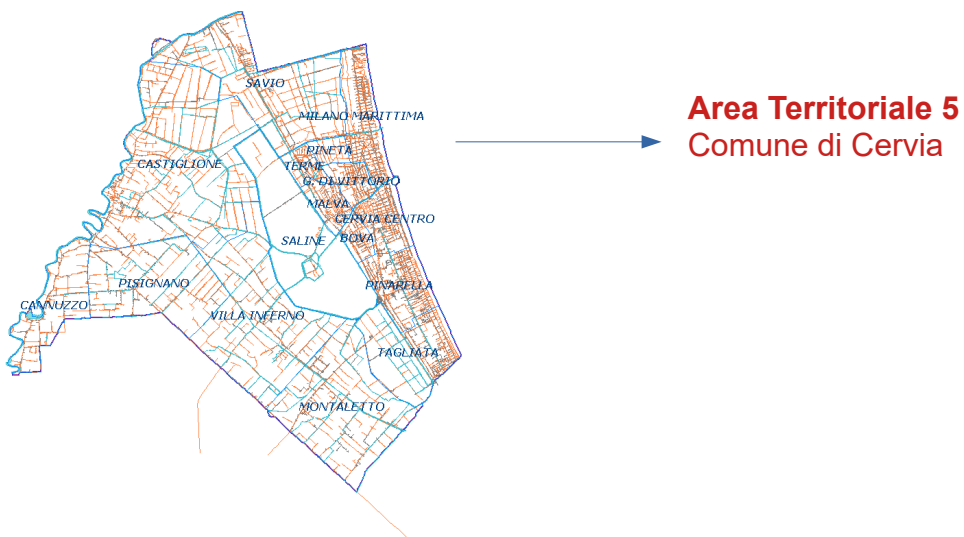 SAVIO
MILANO MARITTIMA
PINETA
CASTIGLIONE
TERME
G. DI VITTORIO
MALVA
CERVIA CENTRO
SALINE
BOVA
PISIGNANO
PINARELLA
CANNUZZO
VILLA INFERNO
TAGLIATA
MONTALETTO
Area Territoriale 5
Comune di Cervia